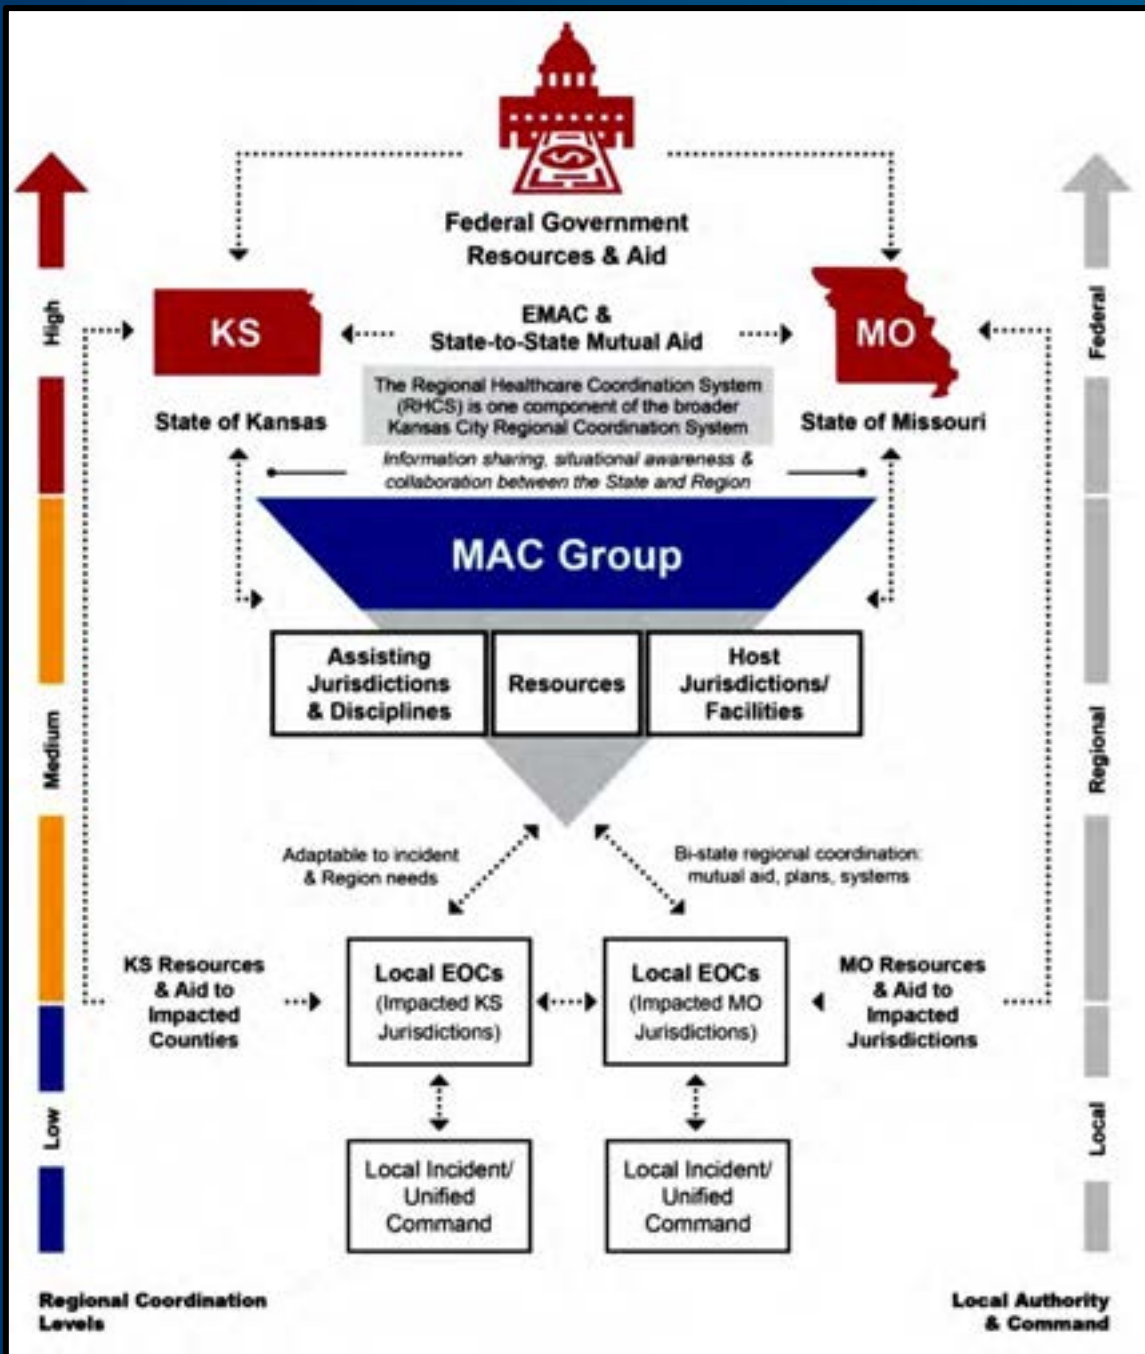 Federal Government
Resources & Aid
High
KS
EMAC &
State-to-State Mutual Aid
MO
Federal
The Regional Healthcare Coordination System
(RHCS) is one component of the broader
Kansas City Regional Coordination System
State of Kansas
State of Missouri
Information sharing, situational awareness &
collaboration between the State and Region
MAC Group
Assisting
Jurisdictions
& Disciplines
Resources
Host
Jurisdictions/
Facilities
Medium
Regional
Adaptable to incident
& Region needs
Bi-state regional coordination:
mutual aid, plans, systems
KS Resources
& Aid to
Impacted
Counties
Local EOCs
(Impacted KS
Jurisdictions)
Local EOCs
(Impacted MO
Jurisdictions)
MO Resources
& Aid to
Impacted
Jurisdictions
Low
Local
Local Incident/
Unified
Command
Local Incident/
Unified
Command
Regional Coordination
Levels
Local Authority
& Command